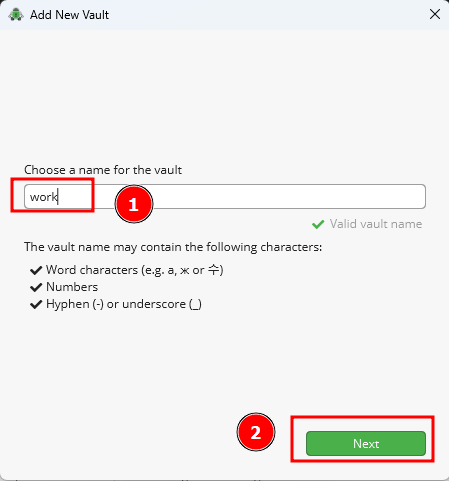 Add New Vault
Choose a name for the vault
work
1
Valid vault name
The vault name may contain the following characters:
Word characters (e.g. a, ж or 수)
Numbers
Hyphen (-) or underscore (_)
2
Next